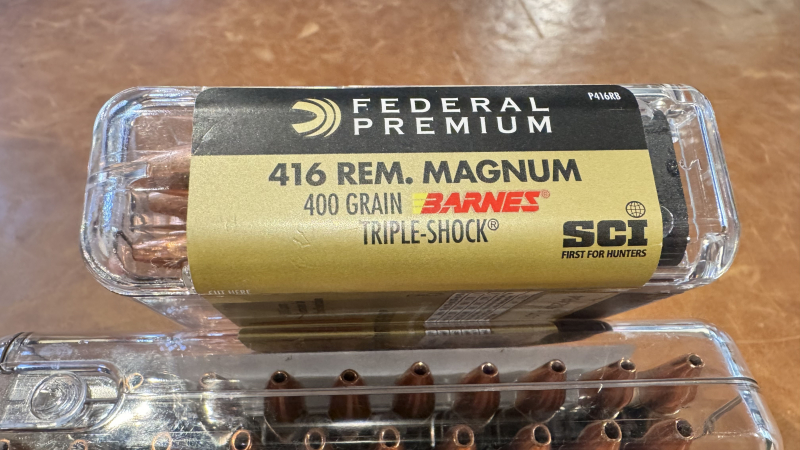 P416RB
FEDERAL
PREMIUM
416 REM. MAGNUM
400 GRAIN BARNES®
TRIPLE-SHOCK®
SCI
FIRST FOR HUNTERS